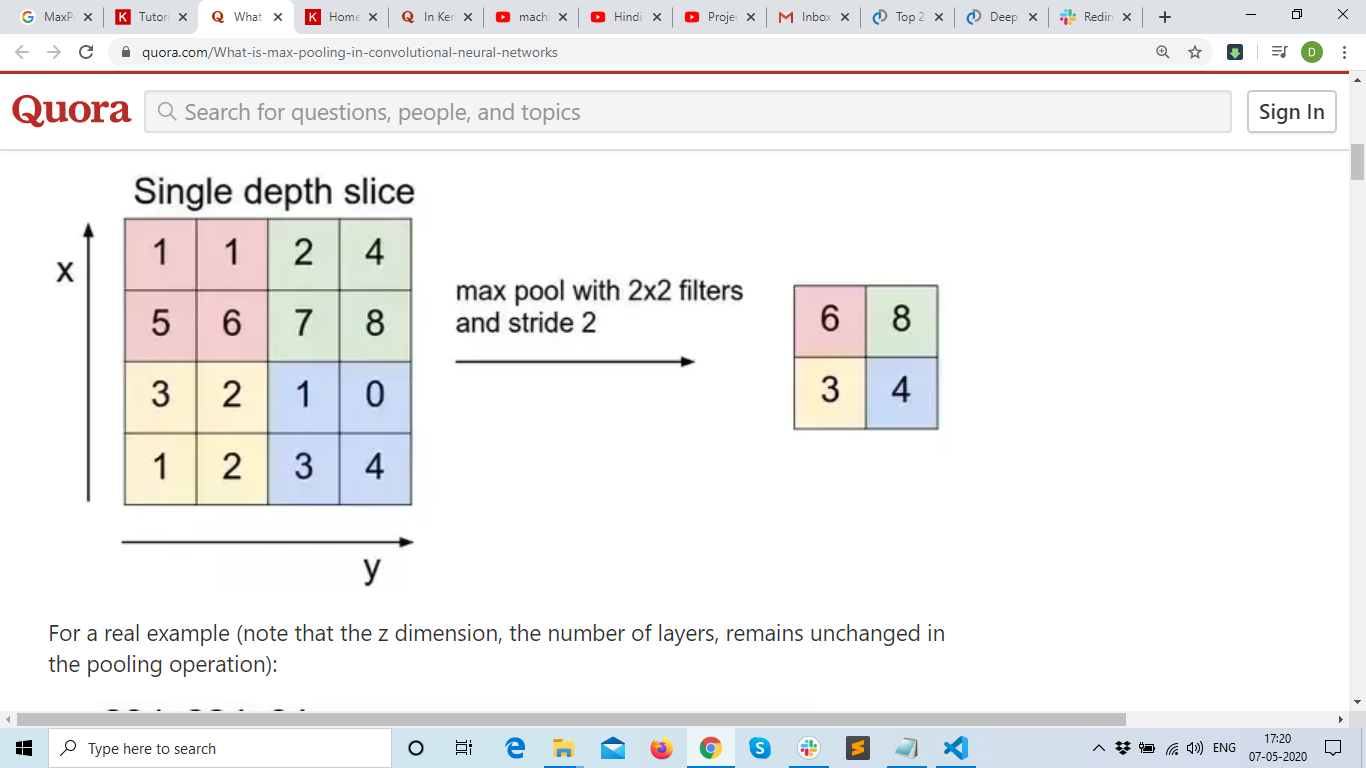 MaxP
Tutori
What
Home
In Ker
machi
Hindi
Projec
Inbox
Top 2
Deep
Redire
quora.com/What-is-max-pooling-in-convolutional-neural-networks
D
Quora
Search for questions, people, and topics
Sign In
Single depth slice
x
1 1 2 4
5 6 7 8
3 2 1 0
1 2 3 4
y
max pool with 2x2 filters
and stride 2
6 8
3 4
For a real example (note that the z dimension, the number of layers, remains unchanged in
the pooling operation):
Type here to search
ENG
17:20
07-05-2020